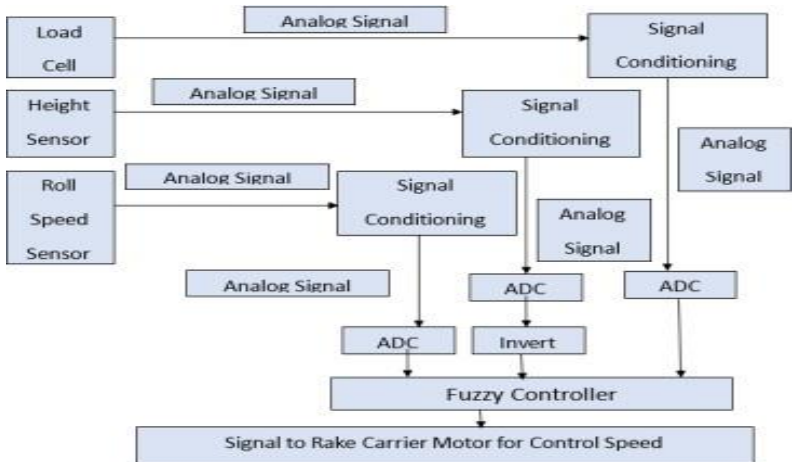 Load
Cell
Analog Signal
Signal
Conditioning
Height
Sensor
Analog Signal
Signal
Conditioning
Analog
Signal
Roll
Speed
Sensor
Analog Signal
Signal
Conditioning
Analog
Signal
Analog Signal
ADC
ADC
ADC
Invert
Fuzzy Controller
Signal to Rake Carrier Motor for Control Speed